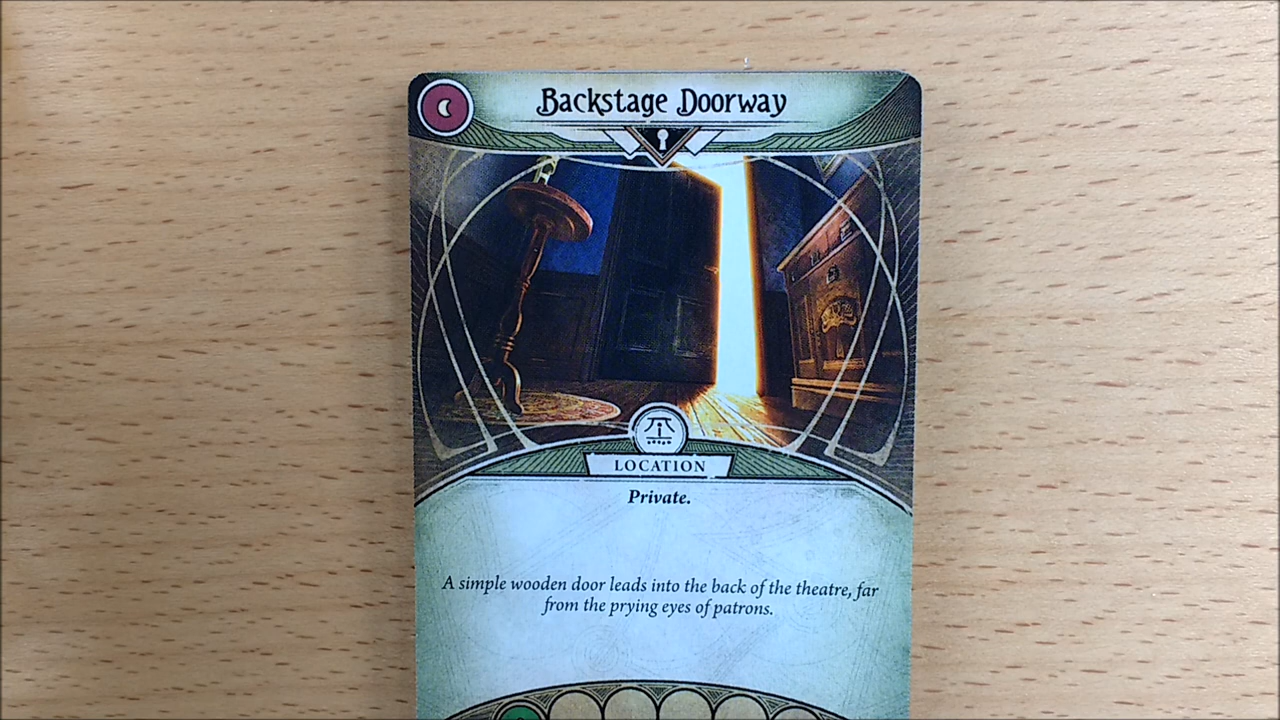 Backstage Doorway
LOCATION
Private.
A simple wooden door leads into the back of the theatre, far
from the prying eyes of patrons.